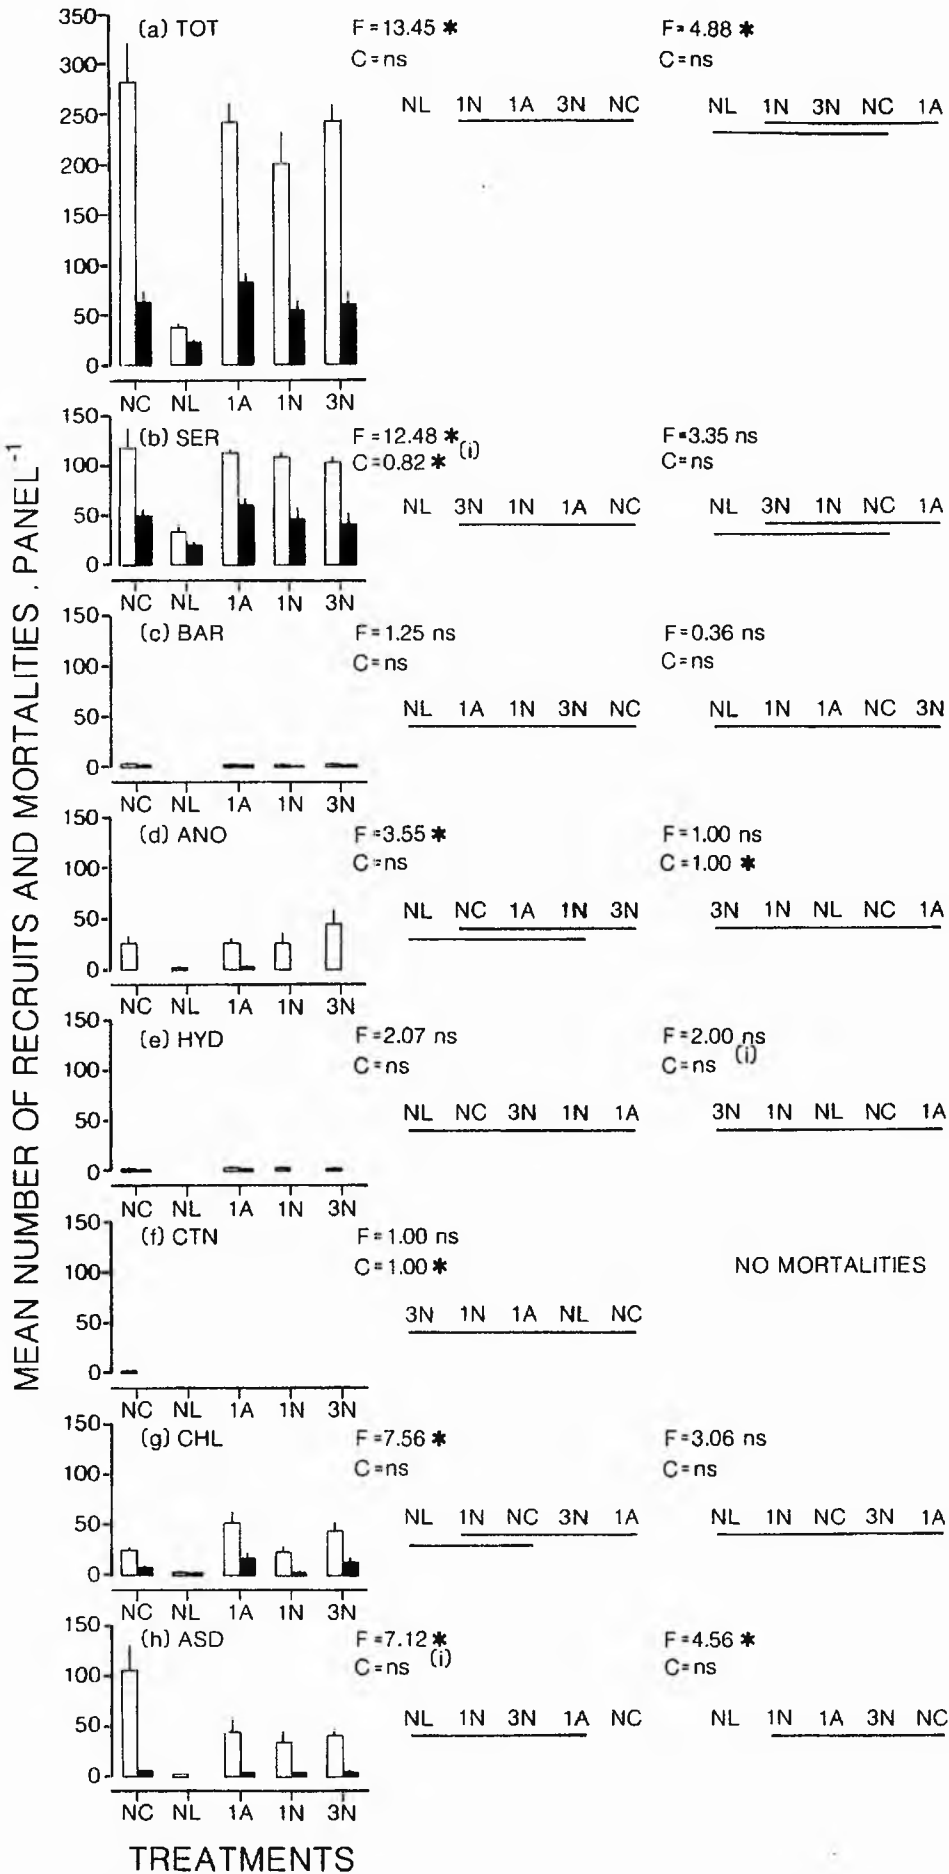 MEAN NUMBER OF RECRUITS AND MORTALITIES . PANEL⁻¹
350
300
250
200
150
100
50
0
(a) TOT
F = 13.45 *
C = ns
NL 1N 1A 3N NC
F = 4.88 *
C = ns
NL 1N 3N NC 1A
NC NL 1A 1N 3N
150
100
50
0
(b) SER
F = 12.48 *
C = 0.82 * (i)
NL 3N 1N 1A NC
F = 3.35 ns
C = ns
NL 3N 1N NC 1A
NC NL 1A 1N 3N
150
100
50
0
(c) BAR
F = 1.25 ns
C = ns
NL 1A 1N 3N NC
F = 0.36 ns
C = ns
NL 1N 1A NC 3N
NC NL 1A 1N 3N
150
100
50
0
(d) ANO
F = 3.55 *
C = ns
NL NC 1A 1N 3N
F = 1.00 ns
C = 1.00 *
3N 1N NL NC 1A
NC NL 1A 1N 3N
150
100
50
0
(e) HYD
F = 2.07 ns
C = ns
NL NC 3N 1N 1A
F = 2.00 ns
C = ns (i)
3N 1N NL NC 1A
NC NL 1A 1N 3N
150
100
50
0
(f) CTN
F = 1.00 ns
C = 1.00 *
3N 1N 1A NL NC
NO MORTALITIES
NC NL 1A 1N 3N
150
100
50
0
(g) CHL
F = 7.56 *
C = ns
NL 1N NC 3N 1A
F = 3.06 ns
C = ns
NL 1N NC 3N 1A
NC NL 1A 1N 3N
150
100
50
0
(h) ASD
F = 7.12 *
C = ns (i)
NL 1N 3N 1A NC
F = 4.56 *
C = ns
NL 1N 1A 3N NC
NC NL 1A 1N 3N
TREATMENTS